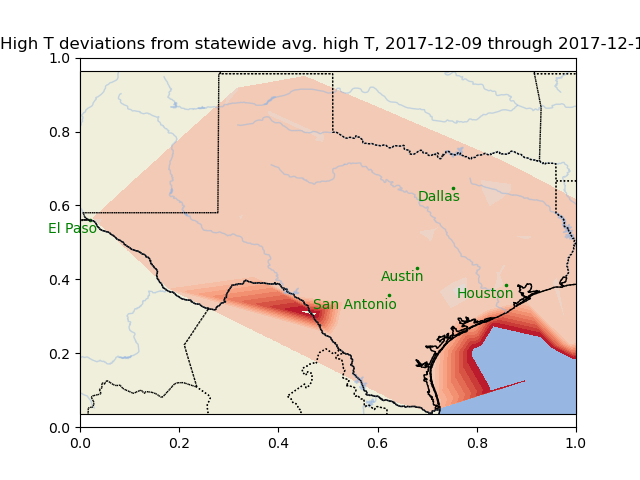 High T deviations from statewide avg. high T, 2017-12-09 through 2017-12-1
1.0
0.8
Dallas
0.6
El Paso
0.4
Austin
Houston
San Antonio
0.2
0.0
0.0 0.2 0.4 0.6 0.8 1.0